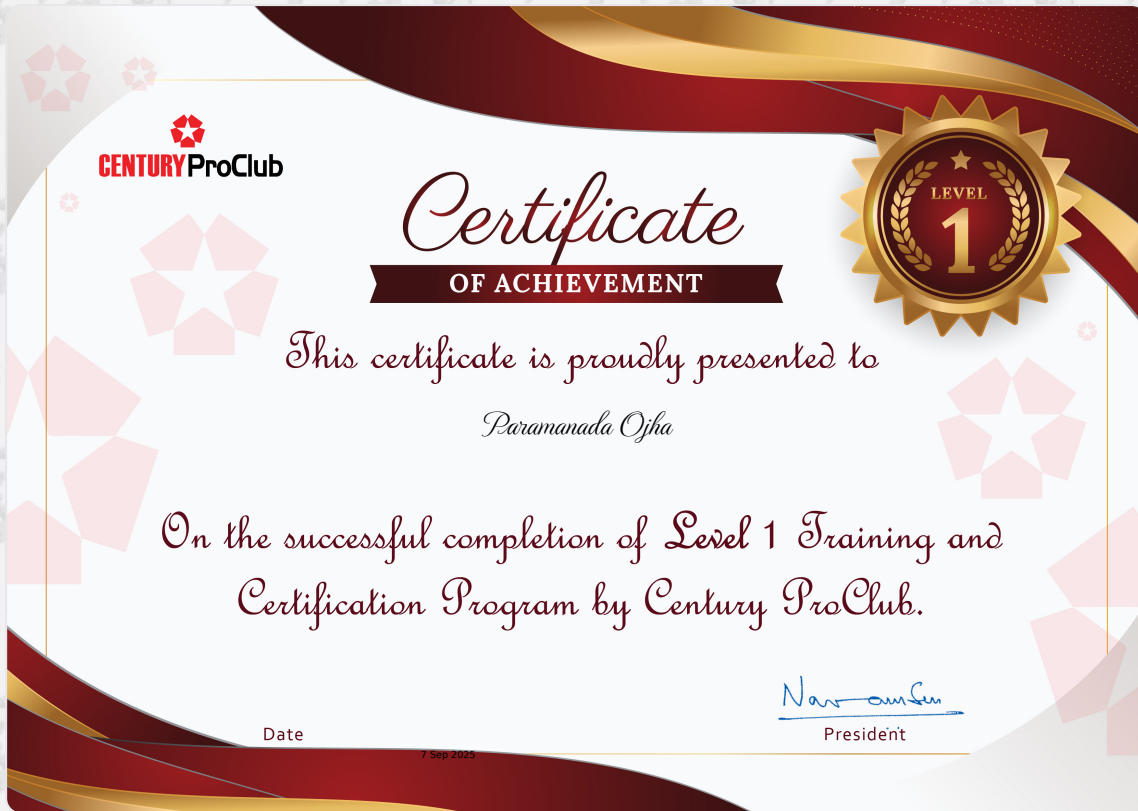 CENTURY ProClub
LEVEL
1
Certificate
OF ACHIEVEMENT
This certificate is proudly presented to
Paramanada Ojha
On the successful completion of Level 1 Training and
Certification Program by Century ProClub.
Date
7 Sep 2025
President